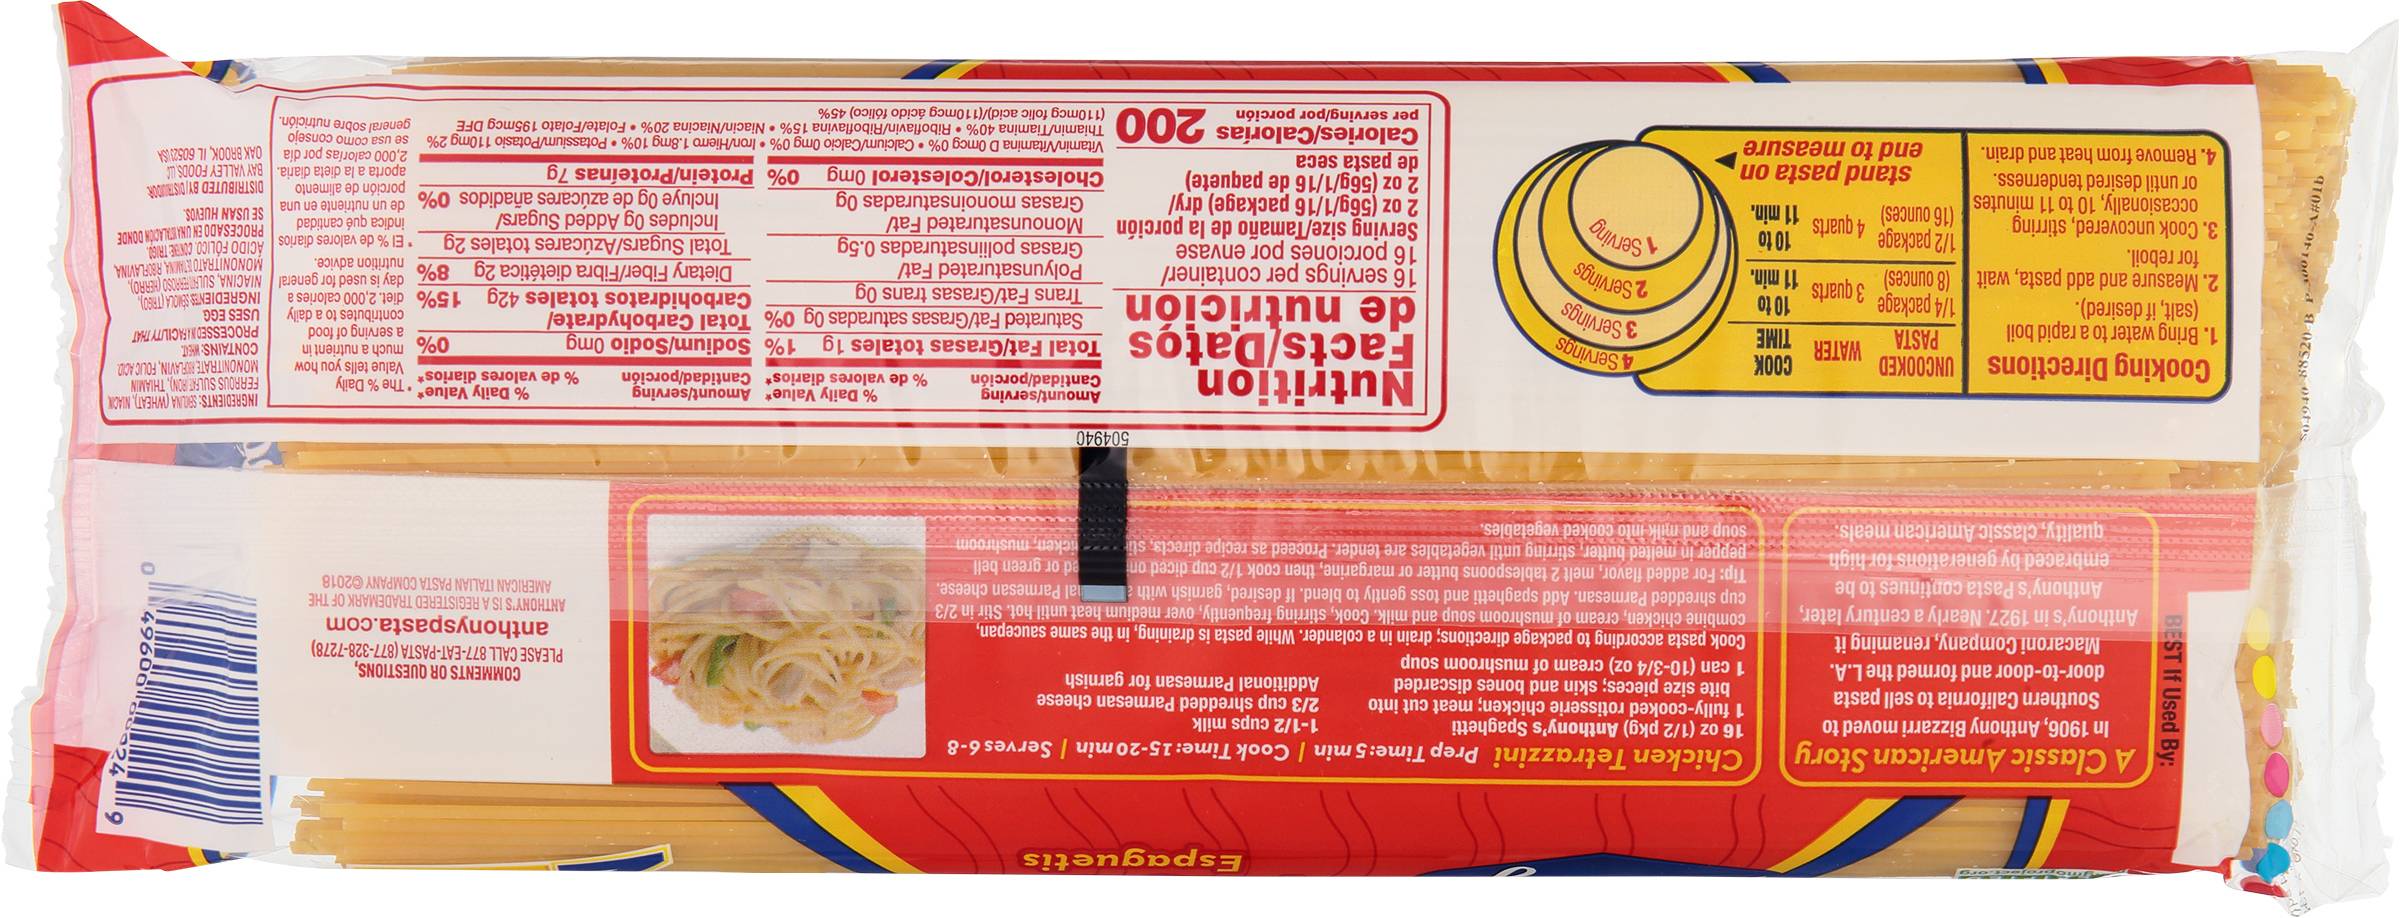 Espaguetis
BEST If Used By:
A Classic American Story
In 1906, Anthony Bizzarri moved to
Southern California to sell pasta
door-to-door and formed the L.A.
Macaroni Company, renaming it
Anthony's in 1927. Nearly a century later,
Anthony's Pasta continues to be
embraced by generations for high
quality, classic American meals.
Chicken Tetrazzini Prep Time: 5 min | Cook Time: 15-20 min | Serves 6-8
16 oz (1/2 pkg) Anthony's Spaghetti
1 fully-cooked rotisserie chicken; meat cut into
bite size pieces; skin and bones discarded
1 can (10-3/4 oz) cream of mushroom soup
1-1/2 cups milk
2/3 cup shredded Parmesan cheese
Additional Parmesan for garnish
Cook pasta according to package directions; drain in a colander. While pasta is draining, in the same saucepan,
combine chicken, cream of mushroom soup and milk. Cook, stirring frequently, over medium heat until hot. Stir in 2/3
cup shredded Parmesan. Add spaghetti and toss gently to blend. If desired, garnish with Parmesan cheese.
Tip: For added flavor, melt 2 tablespoons butter or margarine, then cook 1/2 cup diced or green bell
pepper in melted butter, stirring until vegetables are tender. Proceed as recipe directs, mushroom
soup and milk into cooked vegetables.
COMMENTS OR QUESTIONS,
PLEASE CALL 877-EAT-PASTA (877-328-7278)
anthonyspasta.com
ANTHONY'S IS A REGISTERED TRADEMARK OF THE
AMERICAN ITALIAN PASTA COMPANY ©2018
504940
Cooking Directions
1. Bring water to a rapid boil
(salt, if desired).
2. Measure and add pasta, wait
for reboil.
3. Cook uncovered, stirring
occasionally, 10 to 11 minutes
or until desired tenderness.
4. Remove from heat and drain.
UNCOOKED PASTA WATER COOK TIME
1/4 package (8 ounces) 3 quarts 10 to 11 min.
1/2 package (16 ounces) 4 quarts 10 to 11 min.
stand pasta on
end to measure
4 Servings
3 Servings
2 Servings
1 Serving
Nutrition
Facts/Datos
de nutrición
16 servings per container/
16 porciones por envase
Serving size/Tamaño de la porción
2 oz (56g/1/16 package) dry/
2 oz (56g/1/16 de paquete)
de pasta seca
Calories/Calorías 200
per serving/por porción
Amount/serving % Daily Value*
Cantidad/porción % de valores diarios*
Total Fat/Grasas totales 1g 1%
Saturated Fat/Grasas saturadas 0g 0%
Trans Fat/Grasas trans 0g
Polyunsaturated Fat/
Grasas poliinsaturadas 0.5g
Monounsaturated Fat/
Grasas monoinsaturadas 0g
Cholesterol/Colesterol 0mg 0%
Amount/serving % Daily Value*
Cantidad/porción % de valores diarios*
Sodium/Sodio 0mg 0%
Total Carbohydrate/
Carbohidratos totales 42g 15%
Dietary Fiber/Fibra dietética 2g 8%
Total Sugars/Azúcares totales 2g
Includes 0g Added Sugars/
Incluye 0g de azúcares añadidos 0%
Protein/Proteínas 7g
Vitamin/Vitamina D 0mcg 0% • Calcium/Calcio 0mg 0% • Iron/Hierro 1.8mg 10% • Potassium/Potasio 110mg 2%
Thiamin/Tiamina 40% • Riboflavin/Riboflavina 15% • Niacin/Niacina 20% • Folate/Folato 195mcg DFE
(110mcg folic acid)/(110mcg ácido fólico) 45%
* The % Daily
Value tells you how
much a nutrient in
a serving of food
contributes to a daily
diet. 2,000 calories a
day is used for general
nutrition advice.
* El % de valores diarios
indica qué cantidad
de un nutriente en una
porción de alimento
aporta a la dieta diaria.
2,000 calorías por día
se usa como consejo
general sobre nutrición.
INGREDIENTS: SEMOLINA (WHEAT), NIACIN,
FERROUS SULFATE (IRON), THIAMIN
MONONITRATE, RIBOFLAVIN, FOLIC ACID.
CONTAINS: WHEAT.
PROCESSED IN A FACILITY THAT
USES EGG
INGREDIENTES: SÉMOLA (TRIGO),
NIACINA, SULFATO FERROSO (HIERRO),
MONONITRATO DE TIAMINA, RIBOFLAVINA,
ÁCIDO FÓLICO. CONTIENE: TRIGO.
PROCESADO EN UNA INSTALACIÓN DONDE
SE USAN HUEVOS.
DISTRIBUTED BY/DISTRIBUIDOR:
BAY VALLEY FOODS, LLC
OAK BROOK, IL 60523 USA